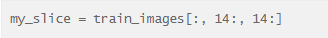 my_slice = train_images[:, 14:, 14:]